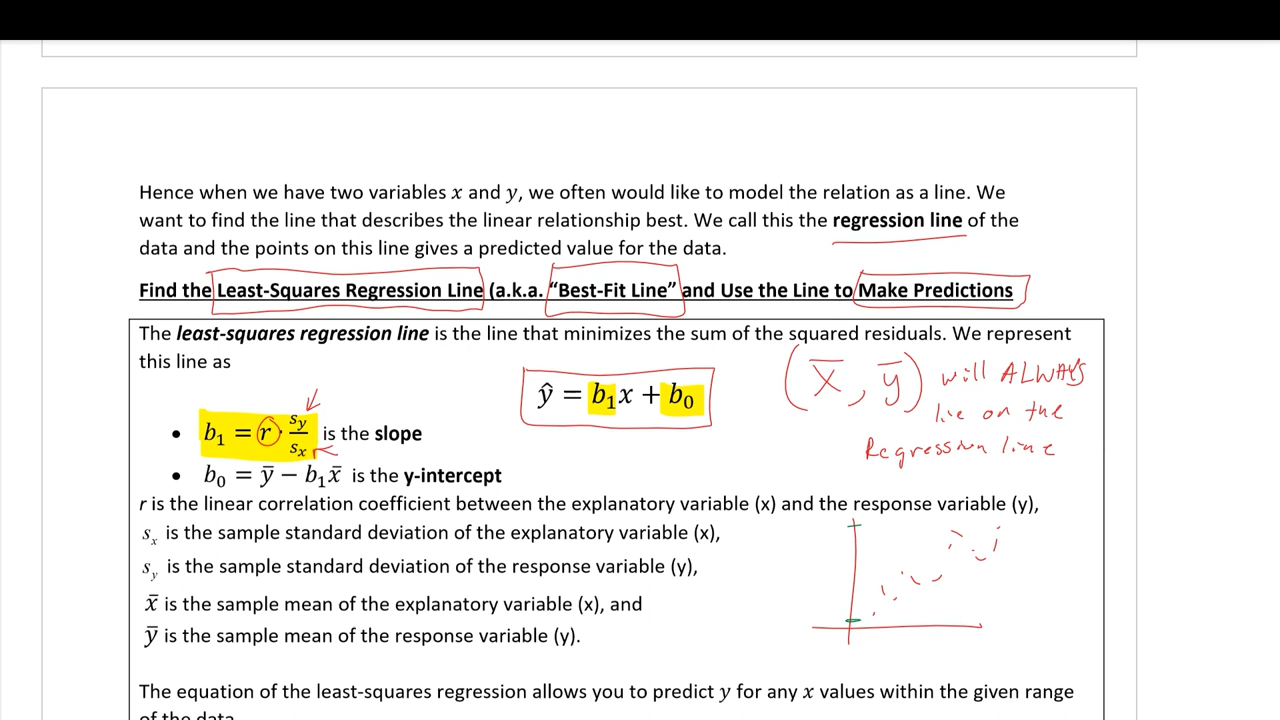 Hence when we have two variables x and y, we often would like to model the relation as a line. We
want to find the line that describes the linear relationship best. We call this the regression line of the
data and the points on this line gives a predicted value for the data.
Find the Least-Squares Regression Line (a.k.a. “Best-Fit Line” and Use the Line to Make Predictions
The least-squares regression line is the line that minimizes the sum of the squared residuals. We represent
this line as
ŷ = b₁x + b₀
(x̄, ȳ) will ALWAYS
lie on the
Regression line
• b₁ = r · sy/sx is the slope
• b₀ = ȳ − b₁x̄ is the y-intercept
r is the linear correlation coefficient between the explanatory variable (x) and the response variable (y),
sx is the sample standard deviation of the explanatory variable (x),
sy is the sample standard deviation of the response variable (y),
x̄ is the sample mean of the explanatory variable (x), and
ȳ is the sample mean of the response variable (y).
The equation of the least-squares regression allows you to predict y for any x values within the given range
of the data